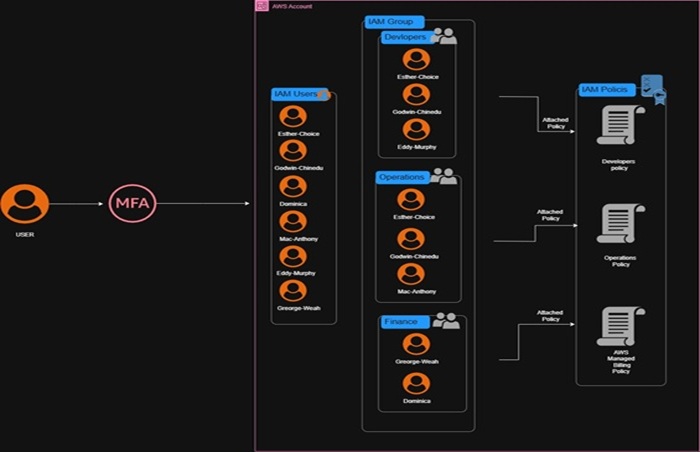 AWS Account
IAM Group
Devlopers
Esther-Choice
Godwin-Chinedu
Eddy-Murphy
IAM Users
Esther-Choice
Godwin-Chinedu
Dominica
Mac-Anthony
Eddy-Murphy
Greorge-Weah
USER
MFA
Operations
Esther-Choice
Godwin-Chinedu
Mac-Anthony
Finance
Greorge-Weah
Dominica
Attached
Policy
Attached
Policy
Attached
Policy
IAM Policis
Developers
policy
Operations
Policy
AWS
Managed
Billing
Policy